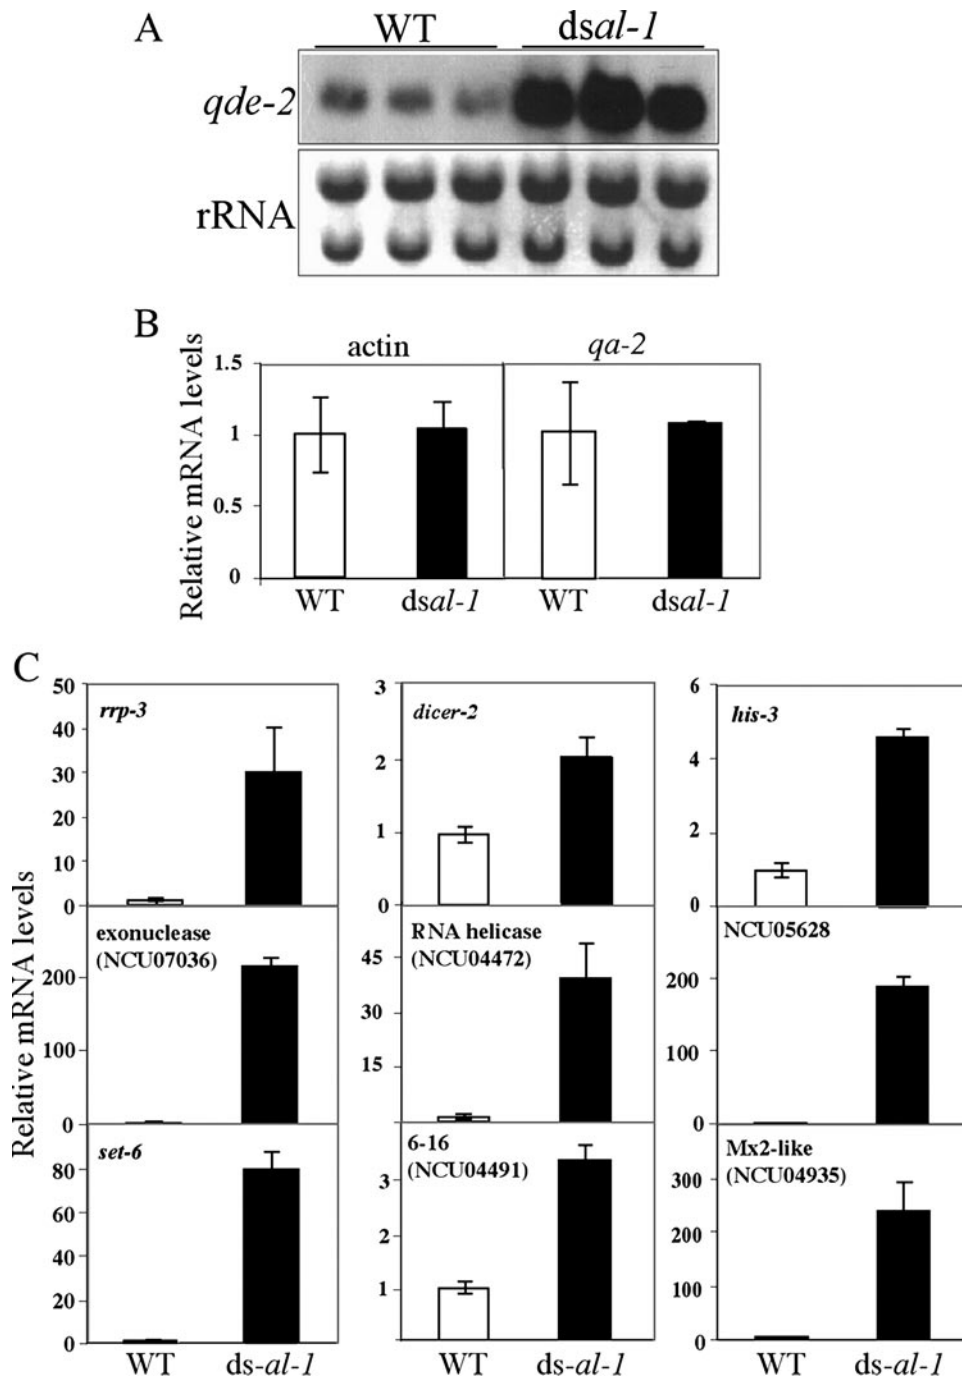 A
WT dsal-1
qde-2
rRNA
B
Relative mRNA levels
actin qa-2
1.5
1
0.5
0
WT dsal-1 WT dsal-1
C
Relative mRNA levels
50
40
30
20
10
0
rrp-3
3
2
1
0
dicer-2
6
4
2
0
his-3
exonuclease
(NCU07036)
200
100
0
RNA helicase
(NCU04472)
45
30
15
NCU05628
200
100
0
set-6
80
60
40
20
0
6-16
(NCU04491)
3
2
1
Mx2-like
(NCU04935)
300
200
100
0
WT ds-al-1 WT ds-al-1 WT ds-al-1